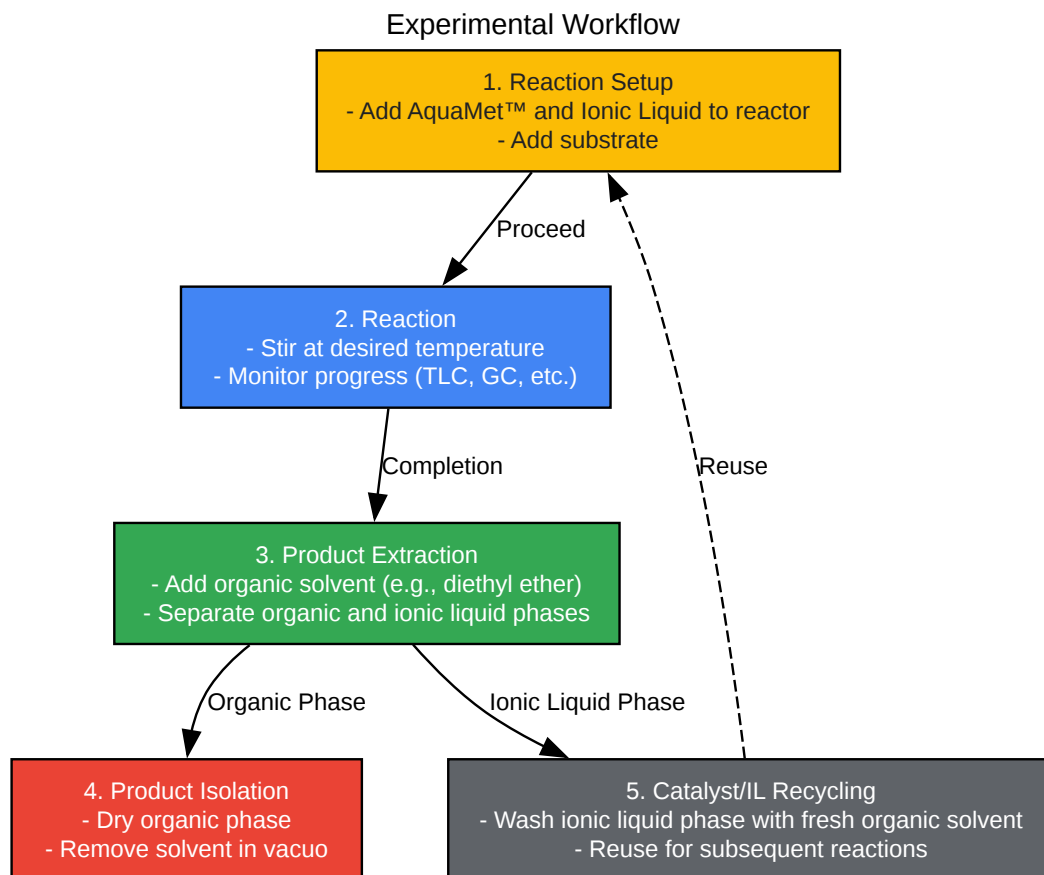 Experimental Workflow
1. Reaction Setup
- Add AquaMet™ and Ionic Liquid to reactor
- Add substrate
Proceed
2. Reaction
- Stir at desired temperature
- Monitor progress (TLC, GC, etc.)
Completion
Reuse
3. Product Extraction
- Add organic solvent (e.g., diethyl ether)
- Separate organic and ionic liquid phases
Organic Phase
Ionic Liquid Phase
4. Product Isolation
- Dry organic phase
- Remove solvent in vacuo
5. Catalyst/IL Recycling
- Wash ionic liquid phase with fresh organic solvent
- Reuse for subsequent reactions